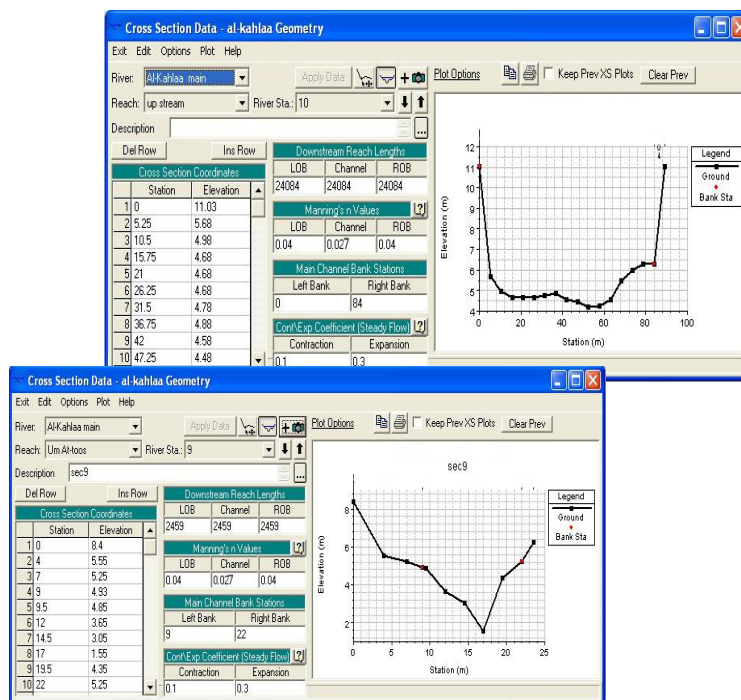 Cross Section Data - al-kahlaa Geometry
Exit Edit Options Plot Help
River: Al-Kahlaa main Apply Data Plot Options Keep Prev XS Plots Clear Prev
Reach: up stream River Sta.: 10
Description ...
Del Row Ins Row
Cross Section Coordinates
Station Elevation
1 0 11.03
2 5.25 5.68
3 10.5 4.98
4 15.75 4.68
5 21 4.68
6 26.25 4.68
7 31.5 4.78
8 36.75 4.88
9 42 4.58
10 47.25 4.48
Downstream Reach Lengths
LOB Channel ROB
24084 24084 24084
Manning's n Values ?
LOB Channel ROB
0.04 0.027 0.04
Main Channel Bank Stations
Left Bank Right Bank
0 84
Cont\Exp Coefficient (Steady Flow) ?
Contraction Expansion
0.1 0.3
Elevation (m)
12
11
10
9
8
7
6
5
4
0 20 40 60 80 100
Station (m)
Legend
Ground
Bank Sta
Cross Section Data - al-kahlaa Geometry
Exit Edit Options Plot Help
River: Al-Kahlaa main Apply Data Plot Options Keep Prev XS Plots Clear Prev
Reach: Um At-toos River Sta.: 9
Description sec9 ...
Del Row Ins Row
Cross Section Coordinates
Station Elevation
1 0 8.4
2 4 5.55
3 7 5.25
4 9 4.93
5 9.5 4.85
6 12 3.65
7 14.5 3.05
8 17 1.55
9 19.5 4.35
10 22 5.25
Downstream Reach Lengths
LOB Channel ROB
2459 2459 2459
Manning's n Values ?
LOB Channel ROB
0.04 0.027 0.04
Main Channel Bank Stations
Left Bank Right Bank
9 22
Cont\Exp Coefficient (Steady Flow) ?
Contraction Expansion
0.1 0.3
sec9
Elevation (m)
8
6
4
2
0 5 10 15 20 25
Station (m)
Legend
Ground
Bank Sta